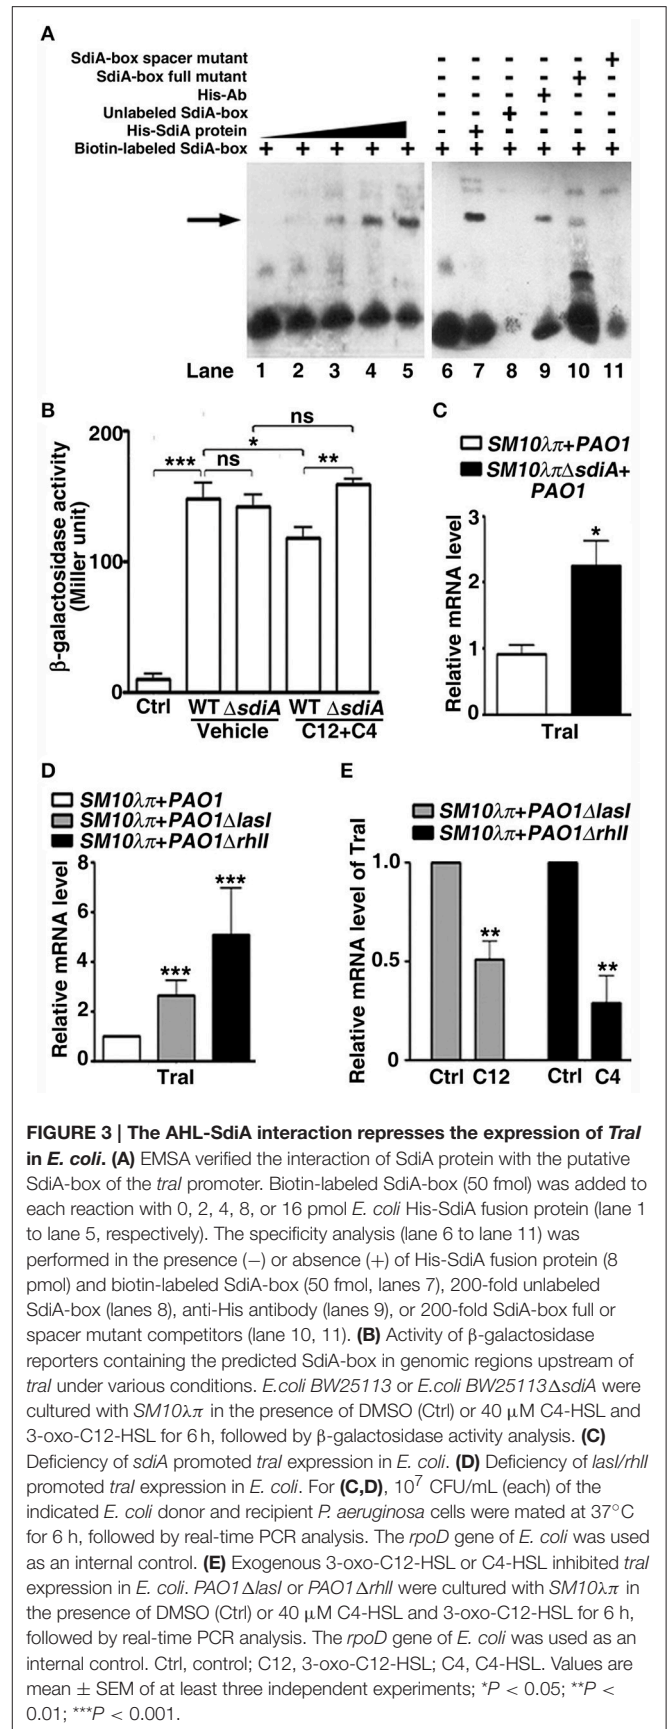 A
SdiA-box spacer mutant - - - - - +
SdiA-box full mutant - - - - + -
His-Ab - - - + - -
Unlabeled SdiA-box - - + - - -
His-SdiA protein - + - - - -
Biotin-labeled SdiA-box + + + + + + + + + + +
Lane 1 2 3 4 5 6 7 8 9 10 11
B
β-galactosidase activity
(Miller unit)
200
100
0
*** ns * ** ns
Ctrl WT ΔsdiA WT ΔsdiA
Vehicle C12+C4
C
SM10λπ+PAO1
SM10λπΔsdiA+
PAO1
Relative mRNA level
3
2
1
0
*
TraI
D
SM10λπ+PAO1
SM10λπ+PAO1ΔlasI
SM10λπ+PAO1ΔrhlI
Relative mRNA level
8
6
4
2
0
*** ***
TraI
E
SM10λπ+PAO1ΔlasI
SM10λπ+PAO1ΔrhlI
Relative mRNA level of TraI
1.0
0.5
0
** **
Ctrl C12 Ctrl C4
FIGURE 3 | The AHL-SdiA interaction represses the expression of TraI
in E. coli. (A) EMSA verified the interaction of SdiA protein with the putative
SdiA-box of the traI promoter. Biotin-labeled SdiA-box (50 fmol) was added to
each reaction with 0, 2, 4, 8, or 16 pmol E. coli His-SdiA fusion protein (lane 1
to lane 5, respectively). The specificity analysis (lane 6 to lane 11) was
performed in the presence (−) or absence (+) of His-SdiA fusion protein (8
pmol) and biotin-labeled SdiA-box (50 fmol, lanes 7), 200-fold unlabeled
SdiA-box (lanes 8), anti-His antibody (lanes 9), or 200-fold SdiA-box full or
spacer mutant competitors (lane 10, 11). (B) Activity of β-galactosidase
reporters containing the predicted SdiA-box in genomic regions upstream of
traI under various conditions. E.coli BW25113 or E.coli BW25113ΔsdiA were
cultured with SM10λπ in the presence of DMSO (Ctrl) or 40 μM C4-HSL and
3-oxo-C12-HSL for 6 h, followed by β-galactosidase activity analysis. (C)
Deficiency of sdiA promoted traI expression in E. coli. (D) Deficiency of lasI/rhlI
promoted traI expression in E. coli. For (C,D), 10⁷ CFU/mL (each) of the
indicated E. coli donor and recipient P. aeruginosa cells were mated at 37°C
for 6 h, followed by real-time PCR analysis. The rpoD gene of E. coli was used
as an internal control. (E) Exogenous 3-oxo-C12-HSL or C4-HSL inhibited traI
expression in E. coli. PAO1ΔlasI or PAO1ΔrhlI were cultured with SM10λπ in
the presence of DMSO (Ctrl) or 40 μM C4-HSL and 3-oxo-C12-HSL for 6 h,
followed by real-time PCR analysis. The rpoD gene of E. coli was used as an
internal control. Ctrl, control; C12, 3-oxo-C12-HSL; C4, C4-HSL. Values are
mean ± SEM of at least three independent experiments; *P < 0.05; **P <
0.01; ***P < 0.001.